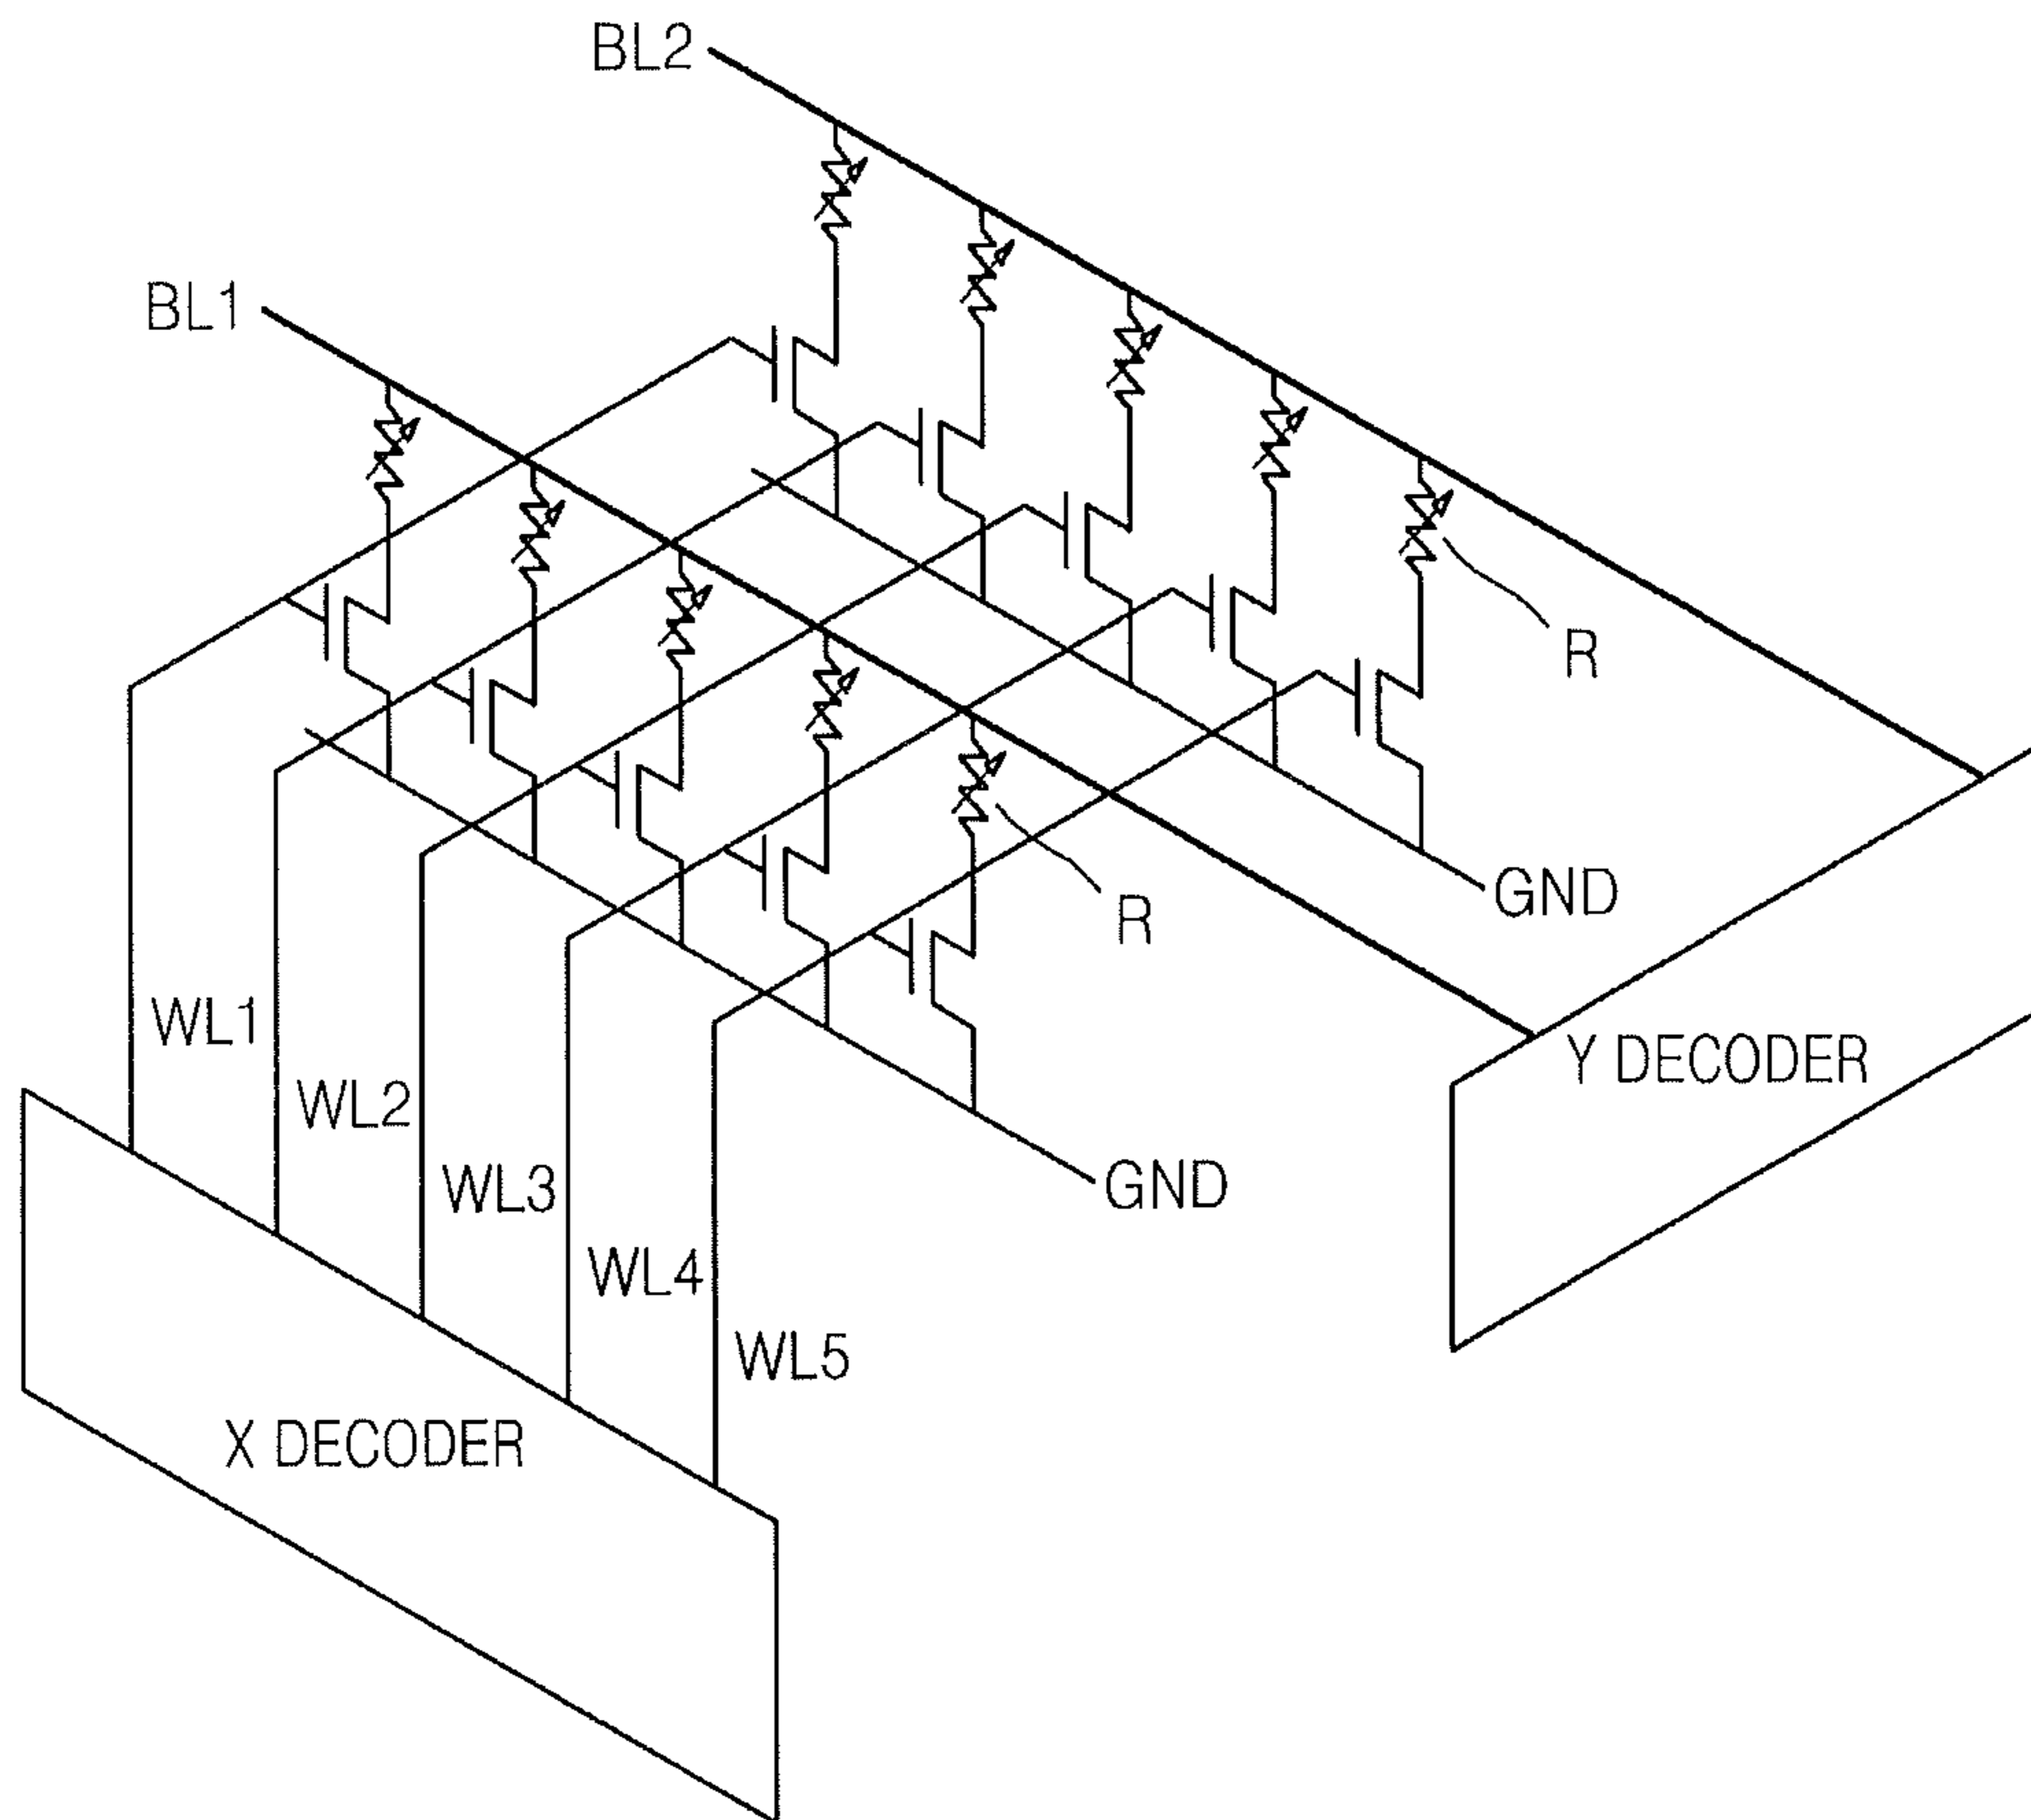 BL2
BL1
R
R
GND
WL1
Y DECODER
WL2
WL3
GND
WL4
WL5
X DECODER